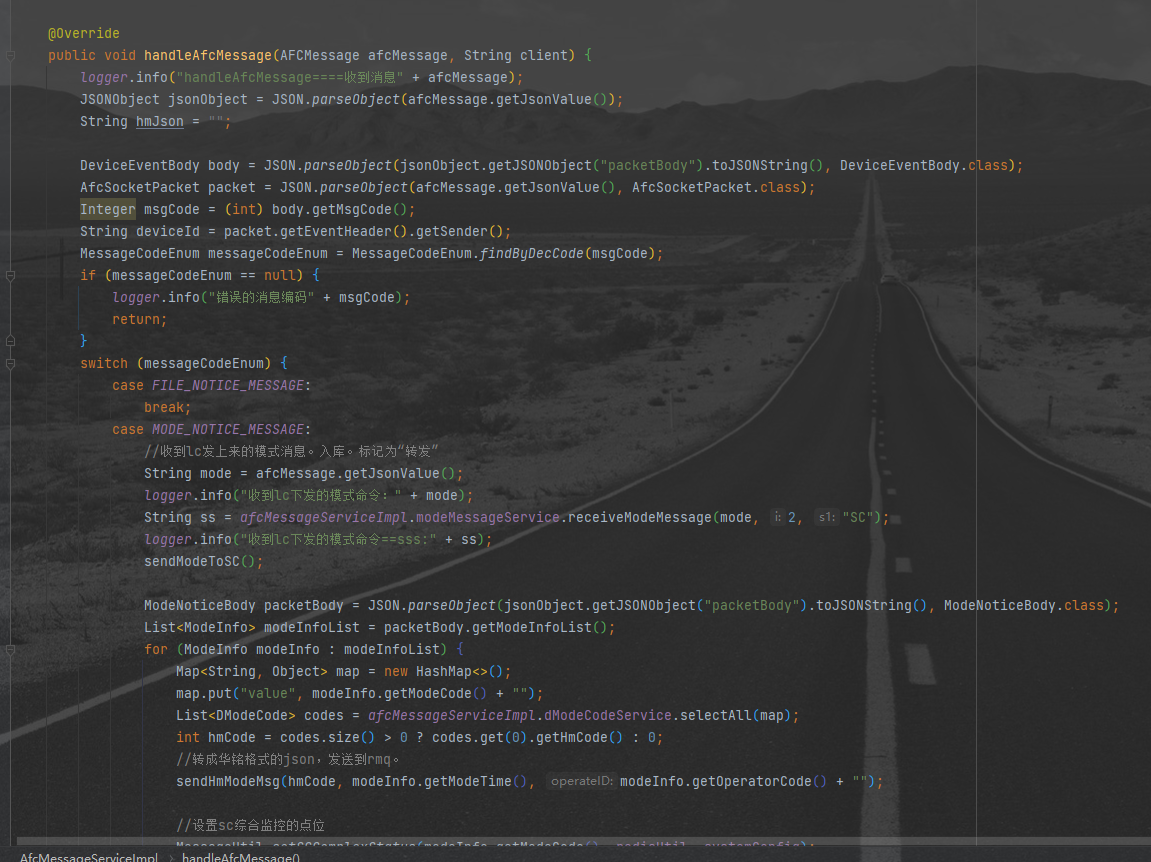 @Override
public void handleAfcMessage(AFCMessage afcMessage, String client) {
logger.info("handleAfcMessage====收到消息" + afcMessage);
JSONObject jsonObject = JSON.parseObject(afcMessage.getJsonValue());
String hmJson = "";
DeviceEventBody body = JSON.parseObject(jsonObject.getJSONObject("packetBody").toJSONString(), DeviceEventBody.class);
AfcSocketPacket packet = JSON.parseObject(afcMessage.getJsonValue(), AfcSocketPacket.class);
Integer msgCode = (int) body.getMsgCode();
String deviceId = packet.getEventHeader().getSender();
MessageCodeEnum messageCodeEnum = MessageCodeEnum.findByDecCode(msgCode);
if (messageCodeEnum == null) {
logger.info("错误的消息编码" + msgCode);
return;
}
switch (messageCodeEnum) {
case FILE_NOTICE_MESSAGE:
break;
case MODE_NOTICE_MESSAGE:
//收到lc发上来的模式消息。入库。标记为“转发”
String mode = afcMessage.getJsonValue();
logger.info("收到lc下发的模式命令：" + mode);
String ss = afcMessageServiceImpl.modeMessageService.receiveModeMessage(mode, i: 2, s1: "SC");
logger.info("收到lc下发的模式命令==sss:" + ss);
sendModeToSC();
ModeNoticeBody packetBody = JSON.parseObject(jsonObject.getJSONObject("packetBody").toJSONString(), ModeNoticeBody.class);
List<ModeInfo> modeInfoList = packetBody.getModeInfoList();
for (ModeInfo modeInfo : modeInfoList) {
Map<String, Object> map = new HashMap<>();
map.put("value", modeInfo.getModeCode() + "");
List<DModeCode> codes = afcMessageServiceImpl.dModeCodeService.selectAll(map);
int hmCode = codes.size() > 0 ? codes.get(0).getHmCode() : 0;
//转成华铭格式的json，发送到rmq。
sendHmModeMsg(hmCode, modeInfo.getModeTime(), operateID: modeInfo.getOperatorCode() + "");
//设置sc综合监控的点位
AfcMessageServiceImpl > handleAfcMessage()